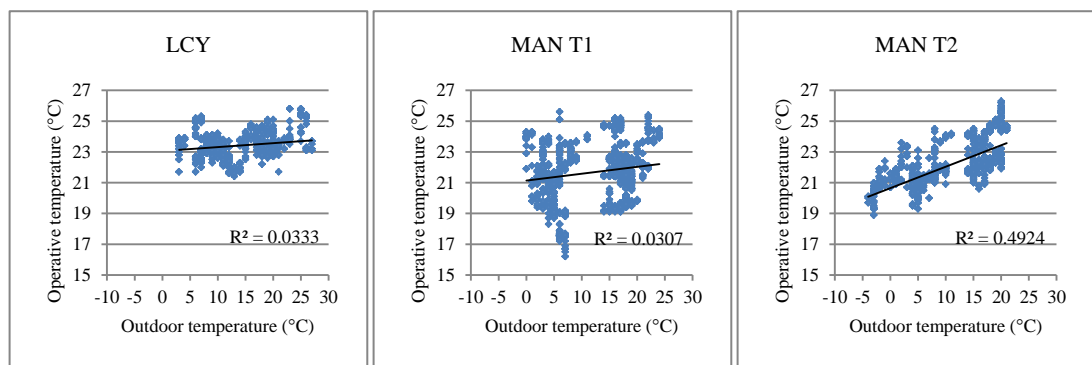 LCY
Operative temperature (°C)
27
25
23
21
19
17
15
R² = 0.0333
-10 -5 0 5 10 15 20 25 30
Outdoor temperature (°C)
MAN T1
Operative temperature (°C)
27
25
23
21
19
17
15
R² = 0.0307
-10 -5 0 5 10 15 20 25 30
Outdoor temperature (°C)
MAN T2
Operative temperature (°C)
27
25
23
21
19
17
15
R² = 0.4924
-10 -5 0 5 10 15 20 25 30
Outdoor temperature (°C)